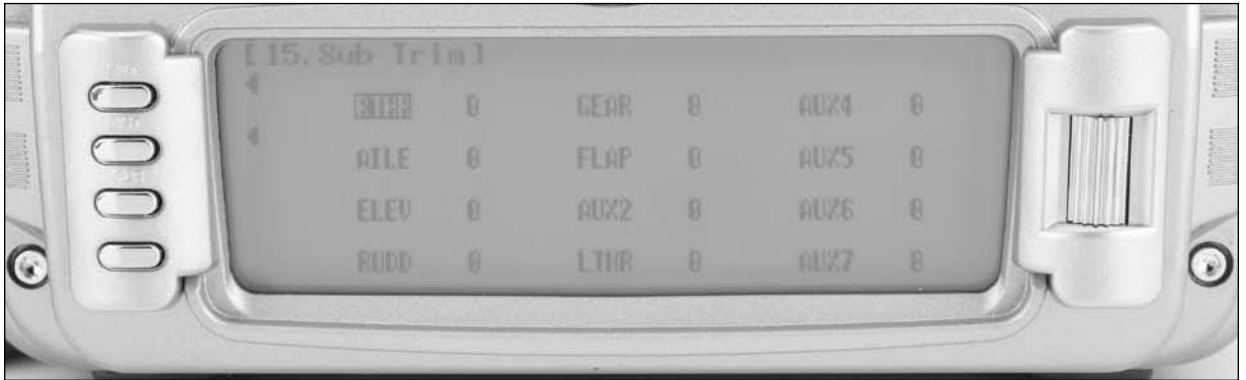 [15.Sub Trim]
RTHR 0 GEAR 0 AUX4 0
AILE 0 FLAP 0 AUX5 0
ELEV 0 AUX2 0 AUX6 0
RUDD 0 LTHR 0 AUX7 0